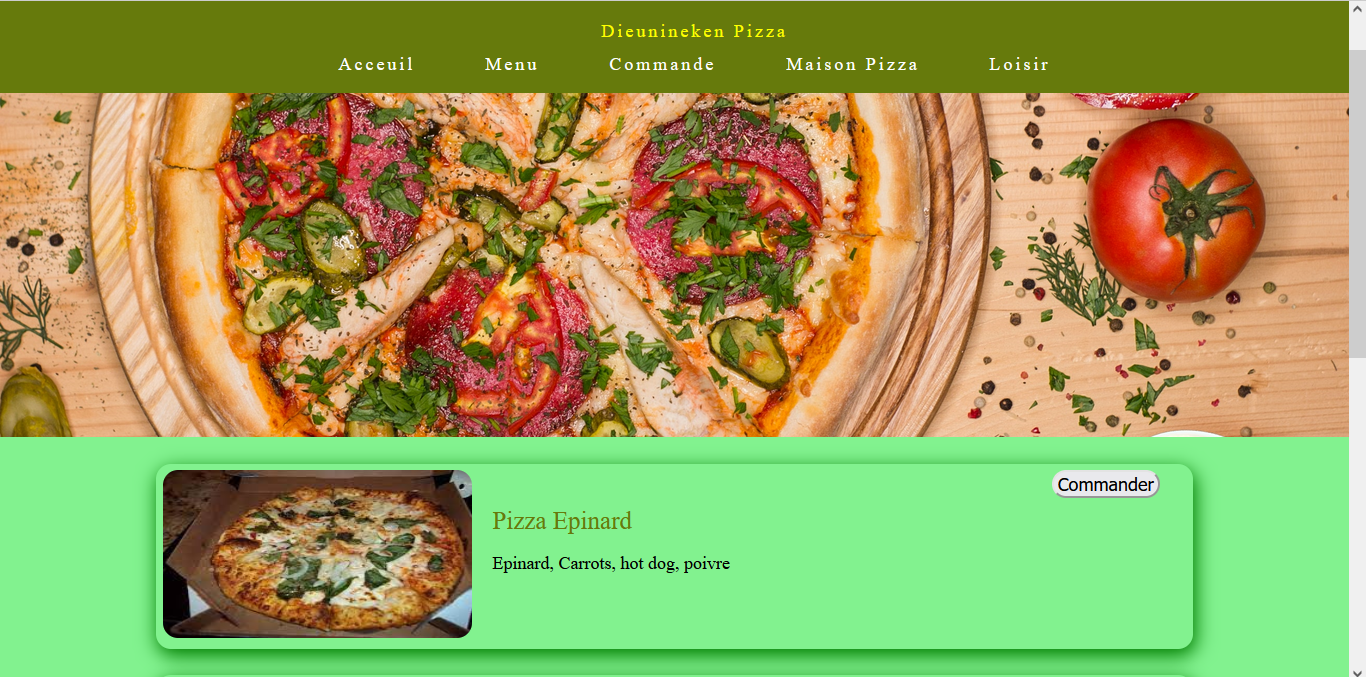 Dieunineken Pizza
Acceuil Menu Commande Maison Pizza Loisir
Commander
Pizza Epinard
Epinard, Carrots, hot dog, poivre